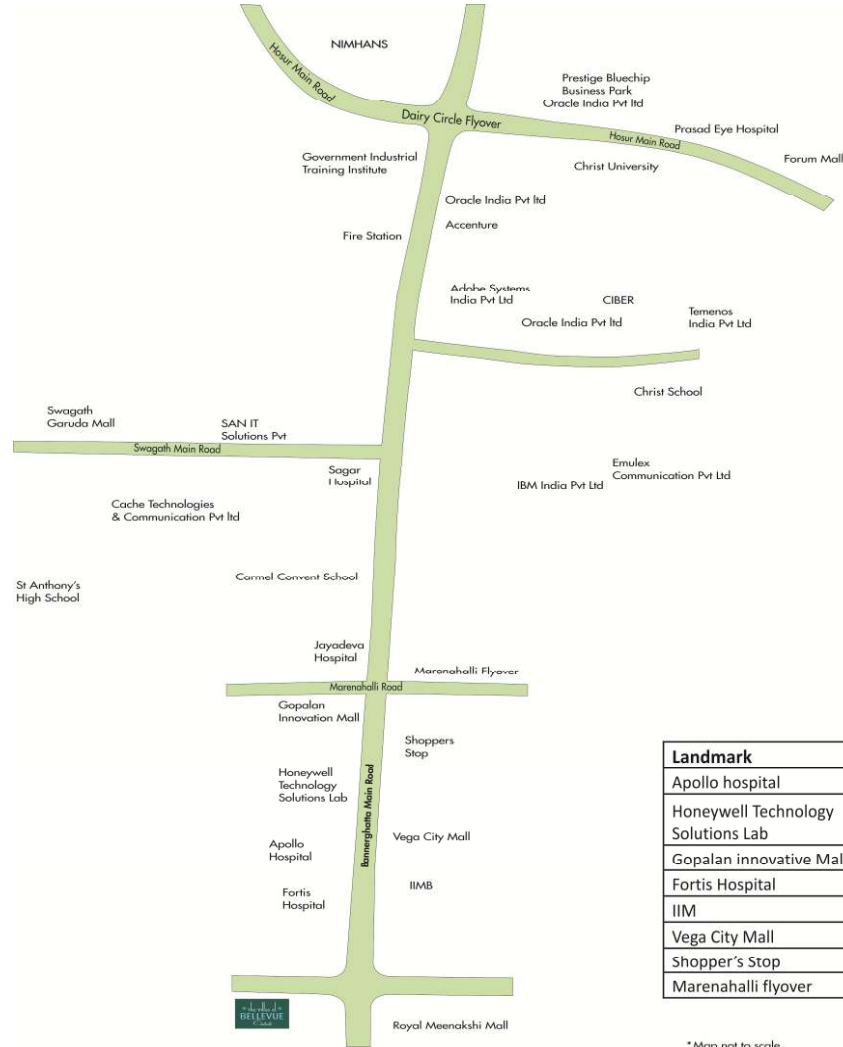 NIMHANS
Hosur Main Road
Dairy Circle Flyover
Prestige Bluechip
Business Park
Oracle India Pvt ltd
Hosur Main Road
Prasad Eye Hospital
Forum Mall
Government Industrial
Training Institute
Christ University
Oracle India Pvt ltd
Fire Station
Accenture
Adobe Systems
India Pvt Ltd
CIBER
Oracle India Pvt ltd
Temenos
India Pvt Ltd
Christ School
Swagath
Garuda Mall
SAN IT
Solutions Pvt
Swagath Main Road
Sagar
Hospital
Emulex
Communication Pvt Ltd
IBM India Pvt Ltd
Cache Technologies
& Communication Pvt ltd
St Anthony's
High School
Carmel Convent School
Jayadeva
Hospital
Marenahalli Flyover
Marenahalli Road
Gopalan
Innovation Mall
Shoppers
Stop
Honeywell
Technology
Solutions Lab
Bannerghatta Main Road
Apollo
Hospital
Vega City Mall
Fortis
Hospital
IIMB
BELLEVUE
Royal Meenakshi Mall
Landmark
Apollo hospital
Honeywell Technology
Solutions Lab
Gopalan innovative Mal
Fortis Hospital
IIM
Vega City Mall
Shopper's Stop
Marenahalli flyover
*Map not to scale